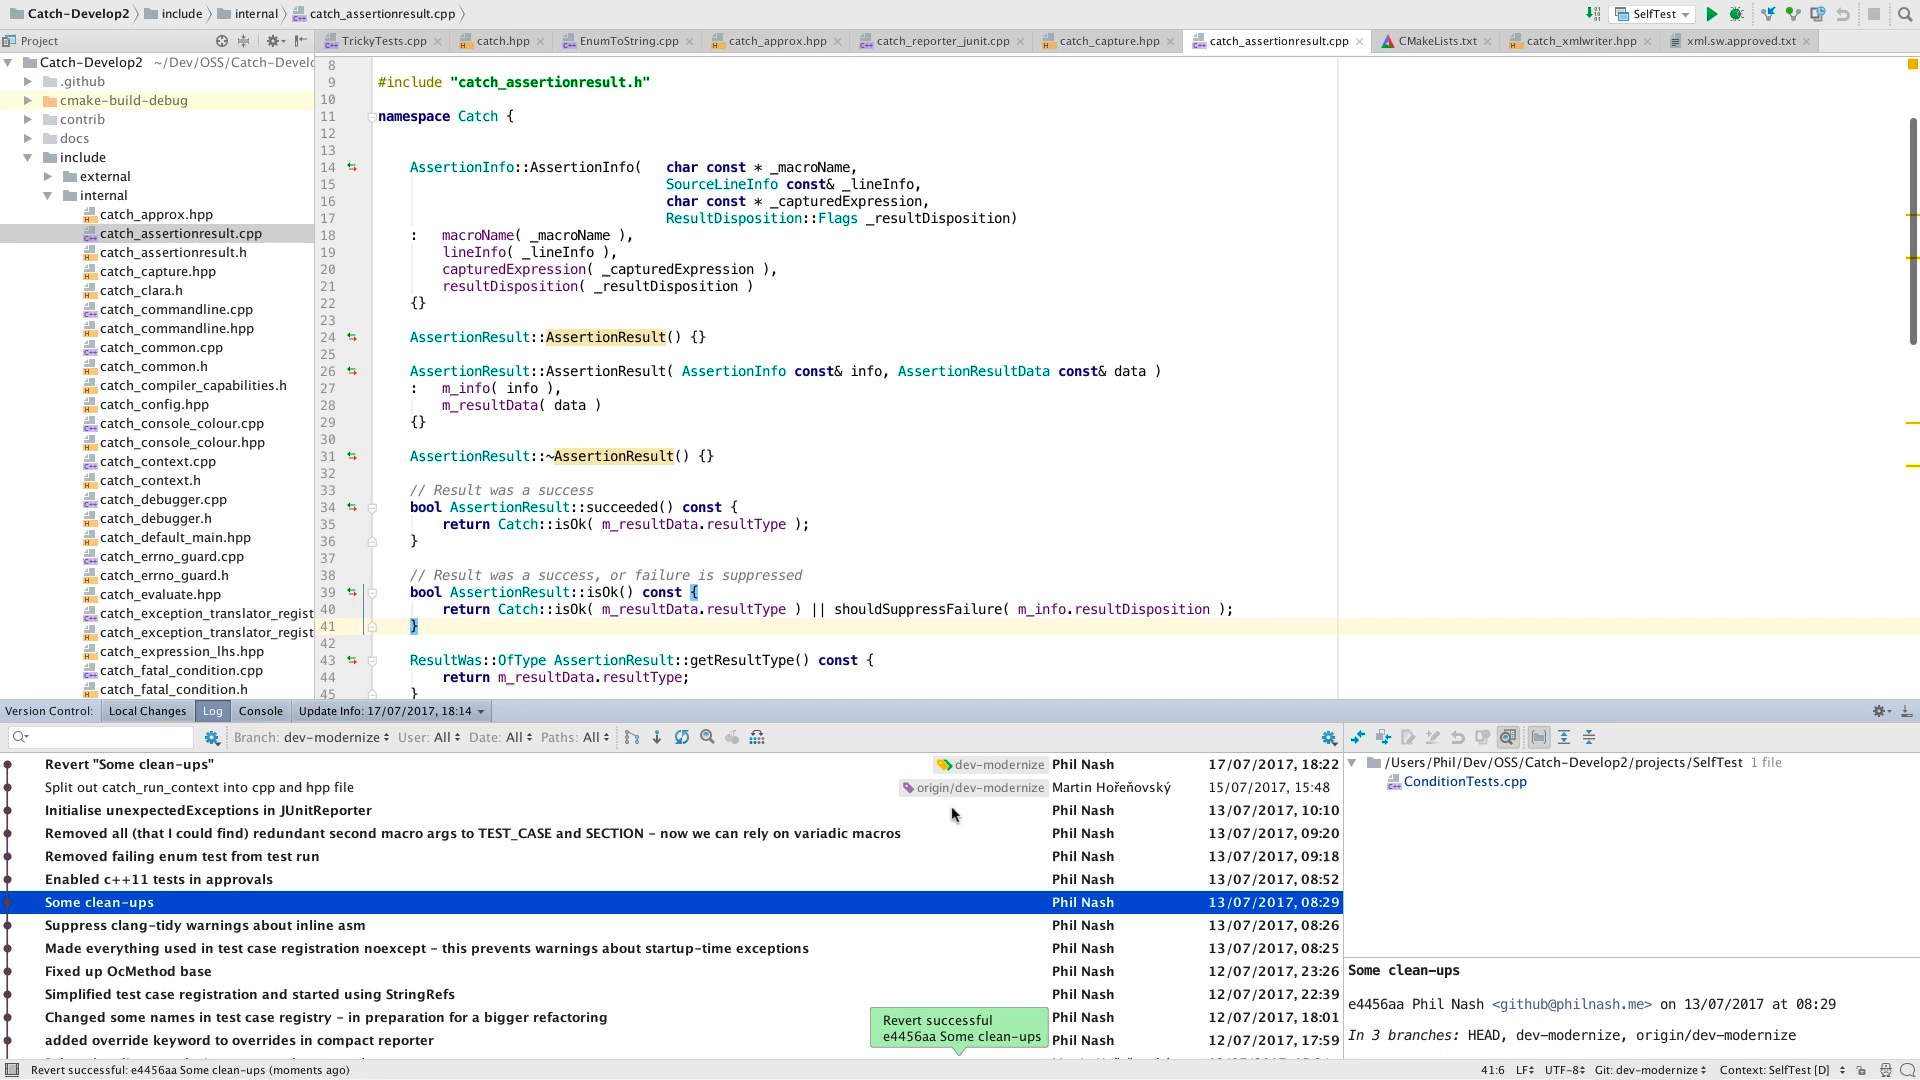 Catch-Develop2
include
internal
catch_assertionresult.cpp
SelfTest
Project
TrickyTests.cpp
catch.hpp
EnumToString.cpp
catch_approx.hpp
catch_reporter_junit.cpp
catch_capture.hpp
catch_assertionresult.cpp
CMakeLists.txt
catch_xmlwriter.hpp
xml.sw.approved.txt
Catch-Develop2 ~/Dev/OSS/Catch-Develo
.github
cmake-build-debug
contrib
docs
include
external
internal
catch_approx.hpp
catch_assertionresult.cpp
catch_assertionresult.h
catch_capture.hpp
catch_clara.h
catch_commandline.cpp
catch_commandline.hpp
catch_common.cpp
catch_common.h
catch_compiler_capabilities.h
catch_config.hpp
catch_console_colour.cpp
catch_console_colour.hpp
catch_context.cpp
catch_context.h
catch_debugger.cpp
catch_debugger.h
catch_default_main.hpp
catch_errno_guard.cpp
catch_errno_guard.h
catch_evaluate.hpp
catch_exception_translator_regist
catch_exception_translator_regist
catch_expression_lhs.hpp
catch_fatal_condition.cpp
catch_fatal_condition.h
8
9 #include "catch_assertionresult.h"
10
11 namespace Catch {
12
13
14 AssertionInfo::AssertionInfo( char const * _macroName,
15 SourceLineInfo const& _lineInfo,
16 char const * _capturedExpression,
17 ResultDisposition::Flags _resultDisposition)
18 : macroName( _macroName ),
19 lineInfo( _lineInfo ),
20 capturedExpression( _capturedExpression ),
21 resultDisposition( _resultDisposition )
22 {}
23
24 AssertionResult::AssertionResult() {}
25
26 AssertionResult::AssertionResult( AssertionInfo const& info, AssertionResultData const& data )
27 : m_info( info ),
28 m_resultData( data )
29 {}
30
31 AssertionResult::~AssertionResult() {}
32
33 // Result was a success
34 bool AssertionResult::succeeded() const {
35 return Catch::isOk( m_resultData.resultType );
36 }
37
38 // Result was a success, or failure is suppressed
39 bool AssertionResult::isOk() const {
40 return Catch::isOk( m_resultData.resultType ) || shouldSuppressFailure( m_info.resultDisposition );
41 }
42
43 ResultWas::OfType AssertionResult::getResultType() const {
44 return m_resultData.resultType;
45 }
Version Control: Local Changes Log Console Update Info: 17/07/2017, 18:14
Branch: dev-modernize User: All Date: All Paths: All
Revert "Some clean-ups" dev-modernize Phil Nash 17/07/2017, 18:22
Split out catch_run_context into cpp and hpp file origin/dev-modernize Martin Hořeňovský 15/07/2017, 15:48
Initialise unexpectedExceptions in JUnitReporter Phil Nash 13/07/2017, 10:10
Removed all (that I could find) redundant second macro args to TEST_CASE and SECTION – now we can rely on variadic macros Phil Nash 13/07/2017, 09:20
Removed failing enum test from test run Phil Nash 13/07/2017, 09:18
Enabled c++11 tests in approvals Phil Nash 13/07/2017, 08:52
Some clean-ups Phil Nash 13/07/2017, 08:29
Suppress clang-tidy warnings about inline asm Phil Nash 13/07/2017, 08:26
Made everything used in test case registration noexcept – this prevents warnings about startup-time exceptions Phil Nash 13/07/2017, 08:25
Fixed up OcMethod base Phil Nash 12/07/2017, 23:26
Simplified test case registration and started using StringRefs Phil Nash 12/07/2017, 22:39
Changed some names in test case registry – in preparation for a bigger refactoring Phil Nash 12/07/2017, 18:01
added override keyword to overrides in compact reporter Phil Nash 12/07/2017, 17:59
Revert successful
e4456aa Some clean-ups
/Users/Phil/Dev/OSS/Catch-Develop2/projects/SelfTest 1 file
ConditionTests.cpp
Some clean-ups
e4456aa Phil Nash <github@philnash.me> on 13/07/2017 at 08:29
In 3 branches: HEAD, dev-modernize, origin/dev-modernize
Revert successful: e4456aa Some clean-ups (moments ago)
41:6 LF UTF-8 Git: dev-modernize Context: SelfTest [D]